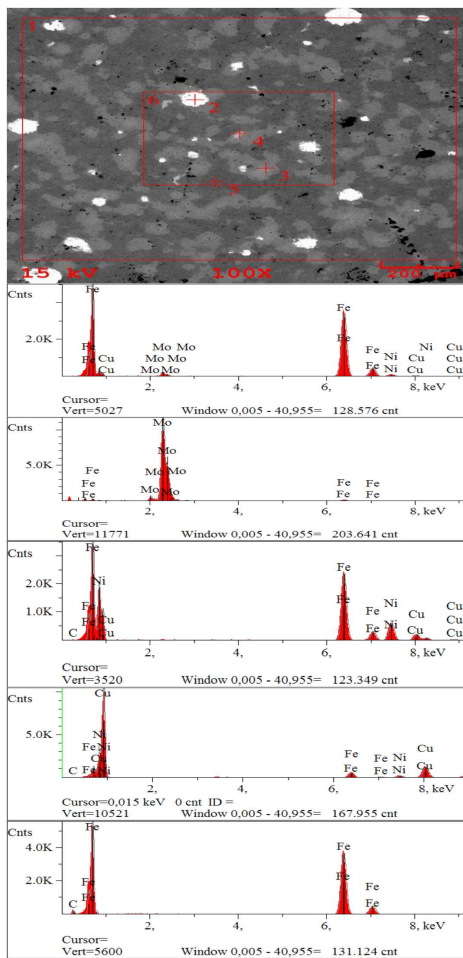 1
6
2
4
3
5
15 kV 100X 200 µm
Cnts
Fe
2.0K
Fe
Fe Cu
Cu
Mo Mo
Mo Mo
Mo Mo
Fe
Fe
Fe
Fe
Ni
Ni
Cu
Cu
Ni
Cu
Cu
Cu
2, 4, 6, 8, keV
Cursor=
Vert=5027 Window 0,005 - 40,955= 128.576 cnt
Cnts
Mo
Mo
5.0K
Fe
Fe
Fe
Mo Mo
Mo Mo
Fe Fe
Fe Fe
2, 4, 6, 8, keV
Cursor=
Vert=11771 Window 0,005 - 40,955= 203.641 cnt
Cnts
Fe
2.0K
Ni
1.0K
Fe
Fe
Cu
Cu
C
Fe
Fe
Fe
Fe
Ni
Ni
Cu
Cu
2, 4, 6, 8, keV
Cursor=
Vert=3520 Window 0,005 - 40,955= 123.349 cnt
Cnts
Cu
5.0K
Ni
Fe Ni
Cu
C Fe Ni
Fe
Fe
Fe Ni
Fe Ni
Cu
Cu
2, 4, 6, 8, keV
Cursor=0,015 keV 0 cnt ID =
Vert=10521 Window 0,005 - 40,955= 167.955 cnt
Cnts
Fe
4.0K
2.0K
Fe
Fe
C
Fe
Fe
Fe
Fe
2, 4, 6, 8, keV
Cursor=
Vert=5600 Window 0,005 - 40,955= 131.124 cnt